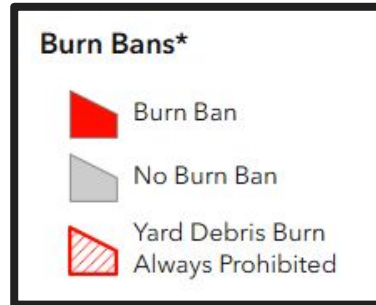 Burn Bans*
Burn Ban
No Burn Ban
Yard Debris Burn
Always Prohibited